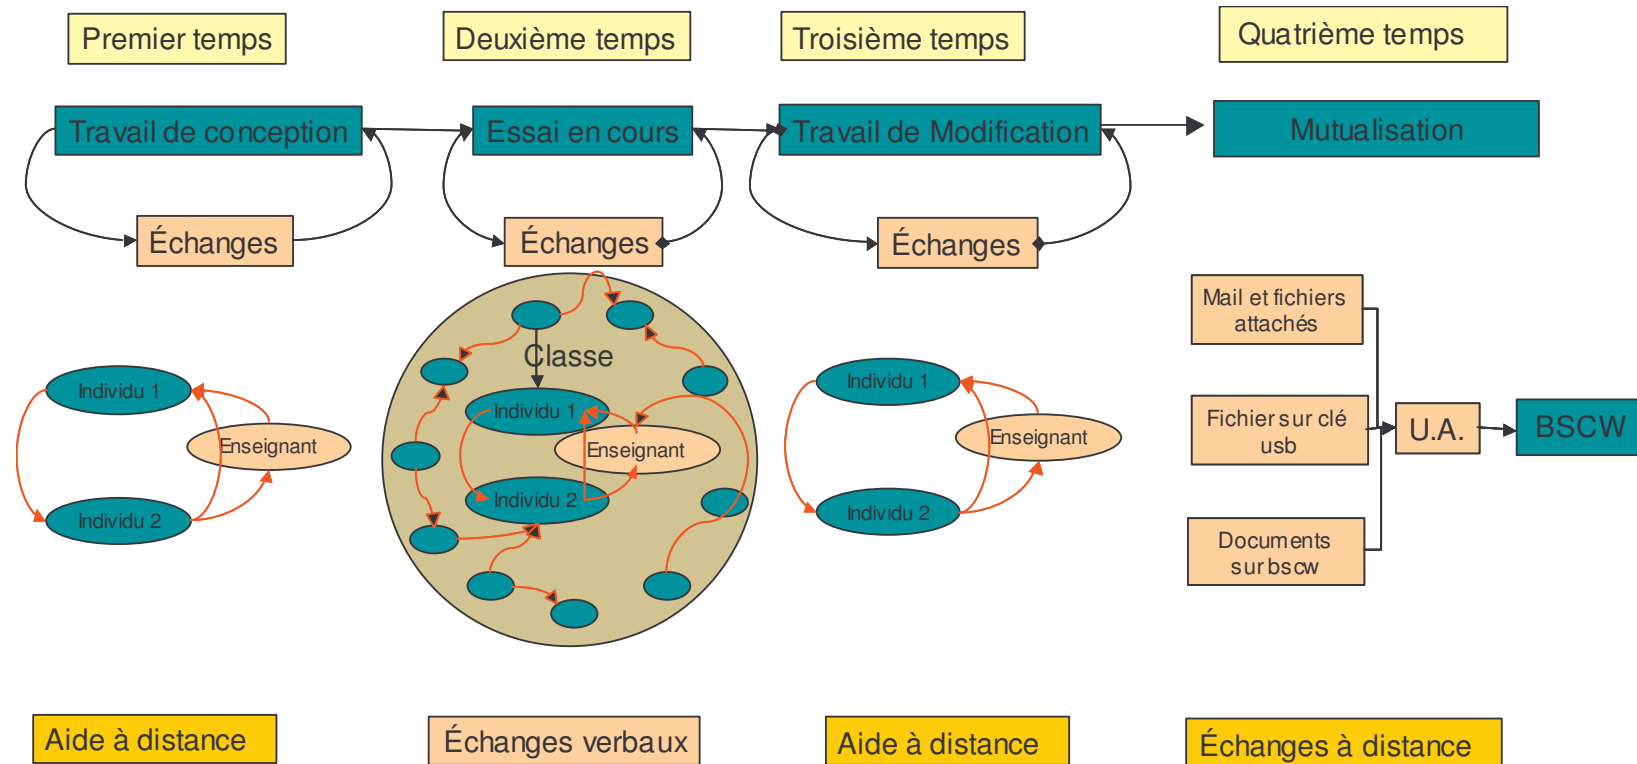 Premier temps
Deuxième temps
Troisième temps
Quatrième temps
Travail de conception
Essai en cours
Travail de Modification
Mutualisation
Échanges
Échanges
Échanges
Classe
Individu 1
Enseignant
Individu 2
Individu 1
Enseignant
Individu 2
Individu 1
Enseignant
Individu 2
Mail et fichiers
attachés
Fichier sur clé
usb
Documents
sur bscw
U.A.
BSCW
Aide à distance
Échanges verbaux
Aide à distance
Échanges à distance